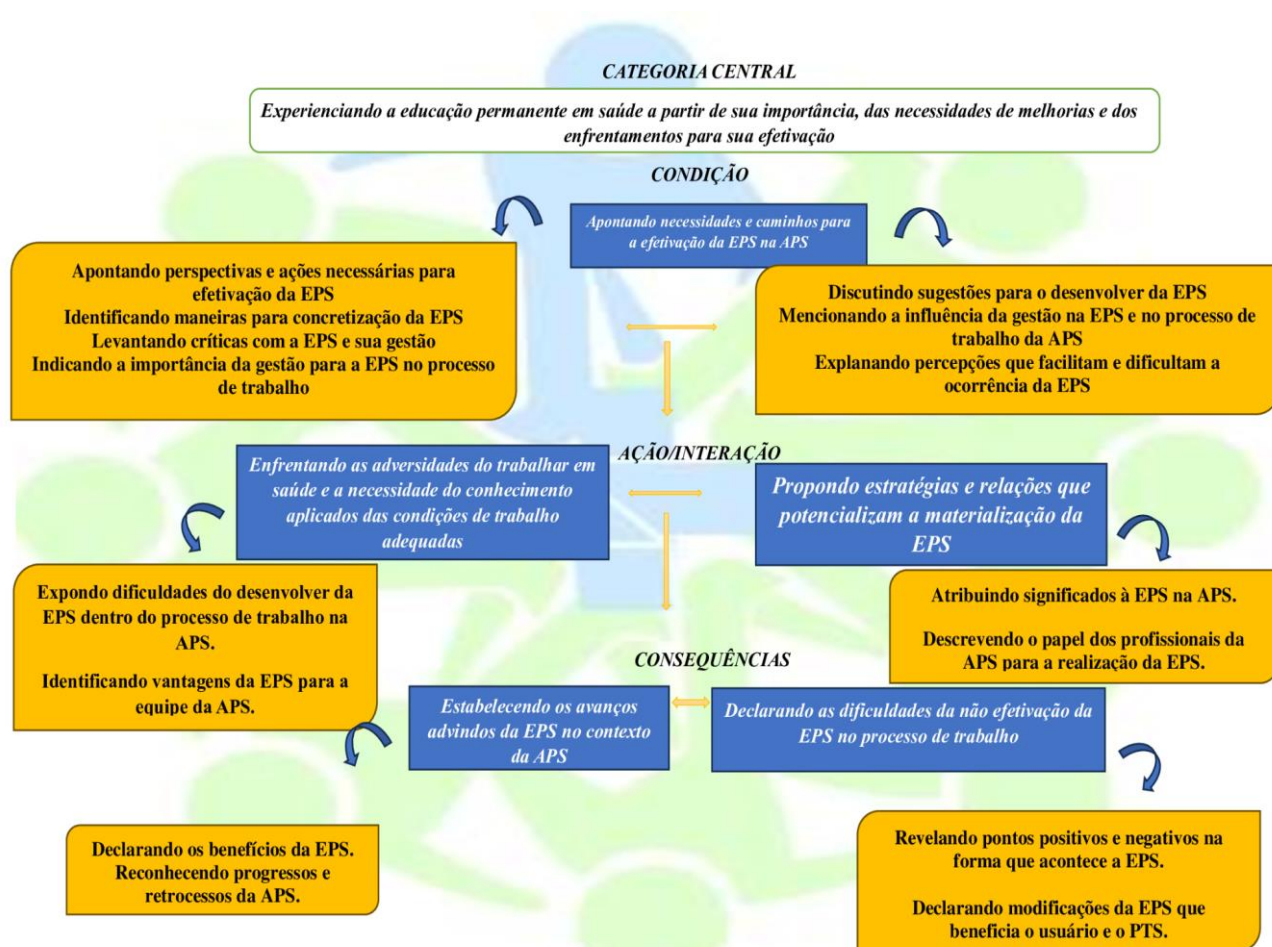 CATEGORIA CENTRAL
Experienciando a educação permanente em saúde a partir de sua importância, das necessidades de melhorias e dos
enfrentamentos para sua efetivação
CONDIÇÃO
Apontando necessidades e caminhos para
a efetivação da EPS na APS
Apontando perspectivas e ações necessárias para
efetivação da EPS
Identificando maneiras para concretização da EPS
Levantando críticas com a EPS e sua gestão
Indicando a importância da gestão para a EPS no processo
de trabalho
Discutindo sugestões para o desenvolver da EPS
Mencionando a influência da gestão na EPS e no processo de
trabalho da APS
Explanando percepções que facilitam e dificultam a
ocorrência da EPS
AÇÃO/INTERAÇÃO
Enfrentando as adversidades do trabalhar em
saúde e a necessidade do conhecimento
aplicados das condições de trabalho
adequadas
Propondo estratégias e relações que
potencializam a materialização da
EPS
Expondo dificuldades do desenvolver da
EPS dentro do processo de trabalho na
APS.
Identificando vantagens da EPS para a
equipe da APS.
Atribuindo significados à EPS na APS.
Descrevendo o papel dos profissionais da
APS para a realização da EPS.
CONSEQUÊNCIAS
Estabelecendo os avanços
advindos da EPS no contexto
da APS
Declarando as dificuldades da não efetivação da
EPS no processo de trabalho
Declarando os benefícios da EPS.
Reconhecendo progressos e
retrocessos da APS.
Revelando pontos positivos e negativos na
forma que acontece a EPS.
Declarando modificações da EPS que
beneficia o usuário e o PTS.